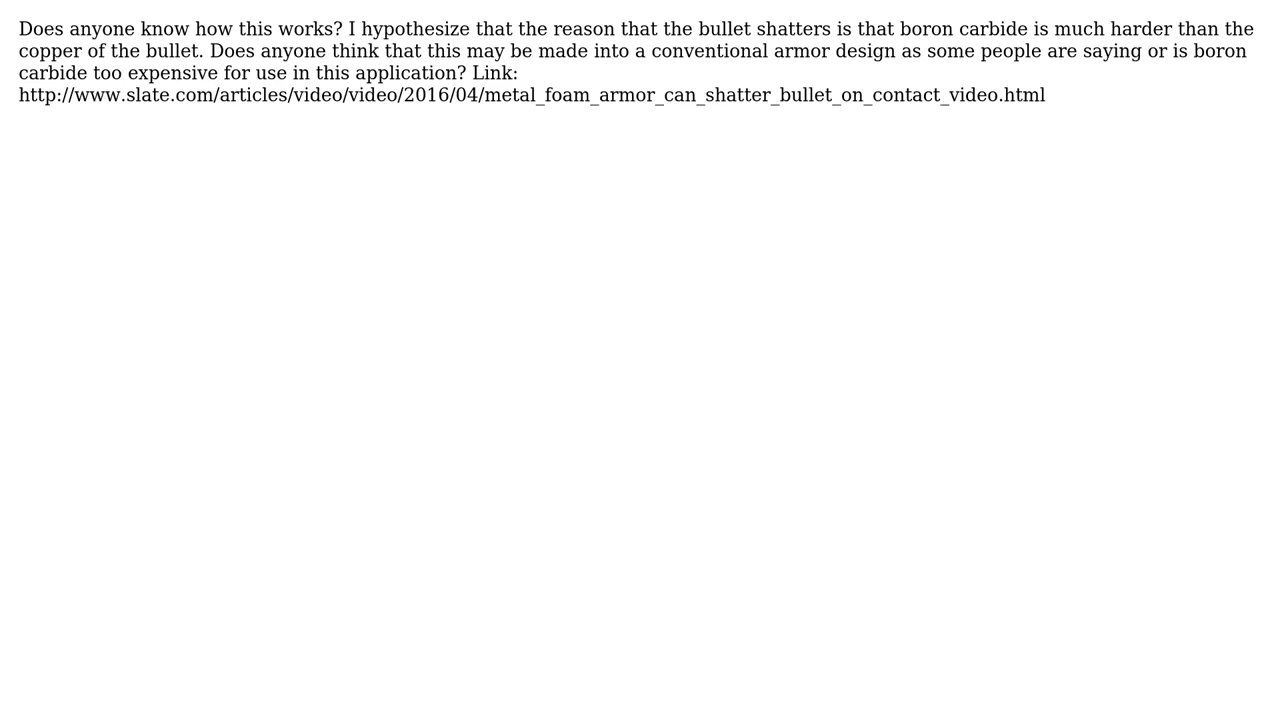 Does anyone know how this works? I hypothesize that the reason that the bullet shatters is that boron carbide is much harder than the
copper of the bullet. Does anyone think that this may be made into a conventional armor design as some people are saying or is boron
carbide too expensive for use in this application? Link:
http://www.slate.com/articles/video/video/2016/04/metal_foam_armor_can_shatter_bullet_on_contact_video.html